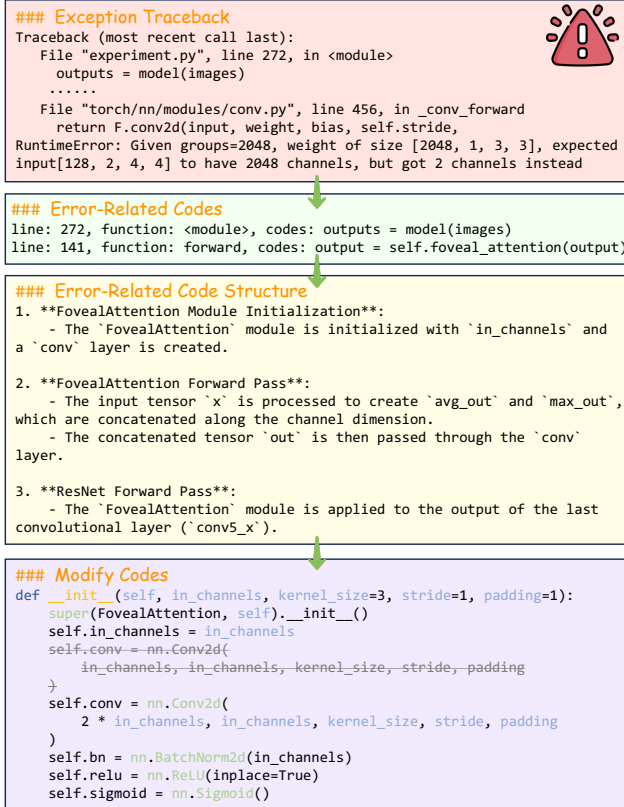 ### Exception Traceback
Traceback (most recent call last):
File "experiment.py", line 272, in <module>
outputs = model(images)
......
File "torch/nn/modules/conv.py", line 456, in _conv_forward
return F.conv2d(input, weight, bias, self.stride,
RuntimeError: Given groups=2048, weight of size [2048, 1, 3, 3], expected
input[128, 2, 4, 4] to have 2048 channels, but got 2 channels instead
### Error-Related Codes
line: 272, function: <module>, codes: outputs = model(images)
line: 141, function: forward, codes: output = self.foveal_attention(output)
### Error-Related Code Structure
1. **FovealAttention Module Initialization**:
- The `FovealAttention` module is initialized with `in_channels` and
a `conv` layer is created.
2. **FovealAttention Forward Pass**:
- The input tensor `x` is processed to create `avg_out` and `max_out`,
which are concatenated along the channel dimension.
- The concatenated tensor `out` is then passed through the `conv`
layer.
3. **ResNet Forward Pass**:
- The `FovealAttention` module is applied to the output of the last
convolutional layer (`conv5_x`).
### Modify Codes
def __init__(self, in_channels, kernel_size=3, stride=1, padding=1):
super(FovealAttention, self).__init__()
self.in_channels = in_channels
self.conv = nn.Conv2d(
in_channels, in_channels, kernel_size, stride, padding
)
self.conv = nn.Conv2d(
2 * in_channels, in_channels, kernel_size, stride, padding
)
self.bn = nn.BatchNorm2d(in_channels)
self.relu = nn.ReLU(inplace=True)
self.sigmoid = nn.Sigmoid()